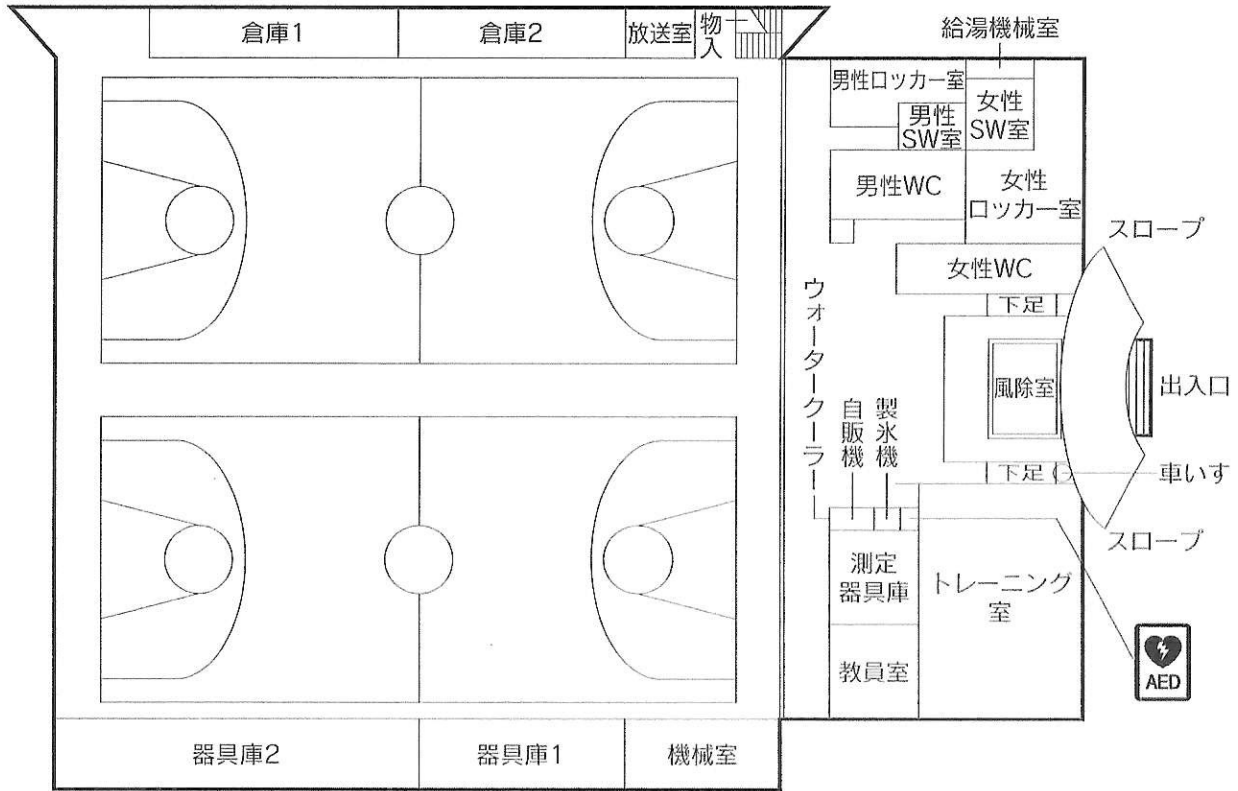 倉庫1
倉庫2
放送室
物入
給湯機械室
男性ロッカー室
男性
SW室
女性
SW室
男性WC
女性
ロッカー室
スロープ
女性WC
下足
ウォータークーラー
風除室
出入口
自販機
製氷機
下足
車いす
スロープ
測定
器具庫
トレーニング
室
教員室
AED
器具庫2
器具庫1
機械室